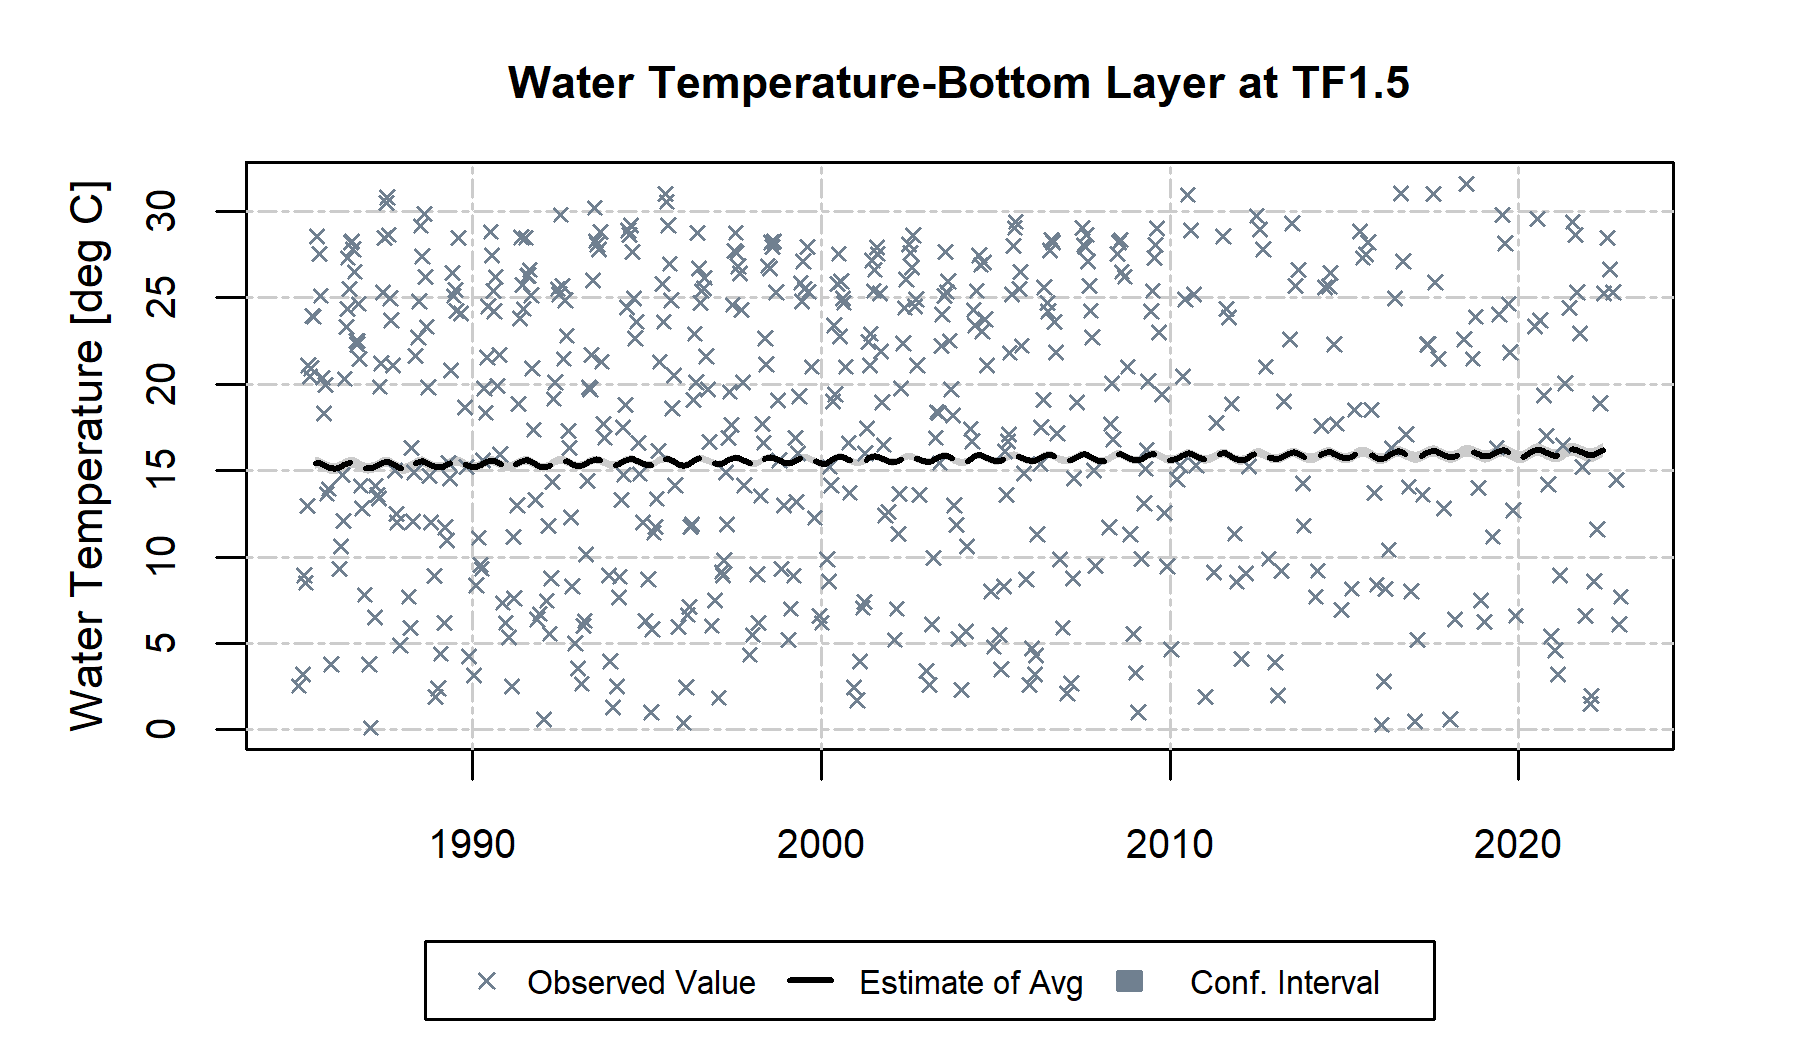 Water Temperature-Bottom Layer at TF1.5
Water Temperature [deg C]
30
25
20
15
10
5
0
1990 2000 2010 2020
Observed Value Estimate of Avg Conf. Interval